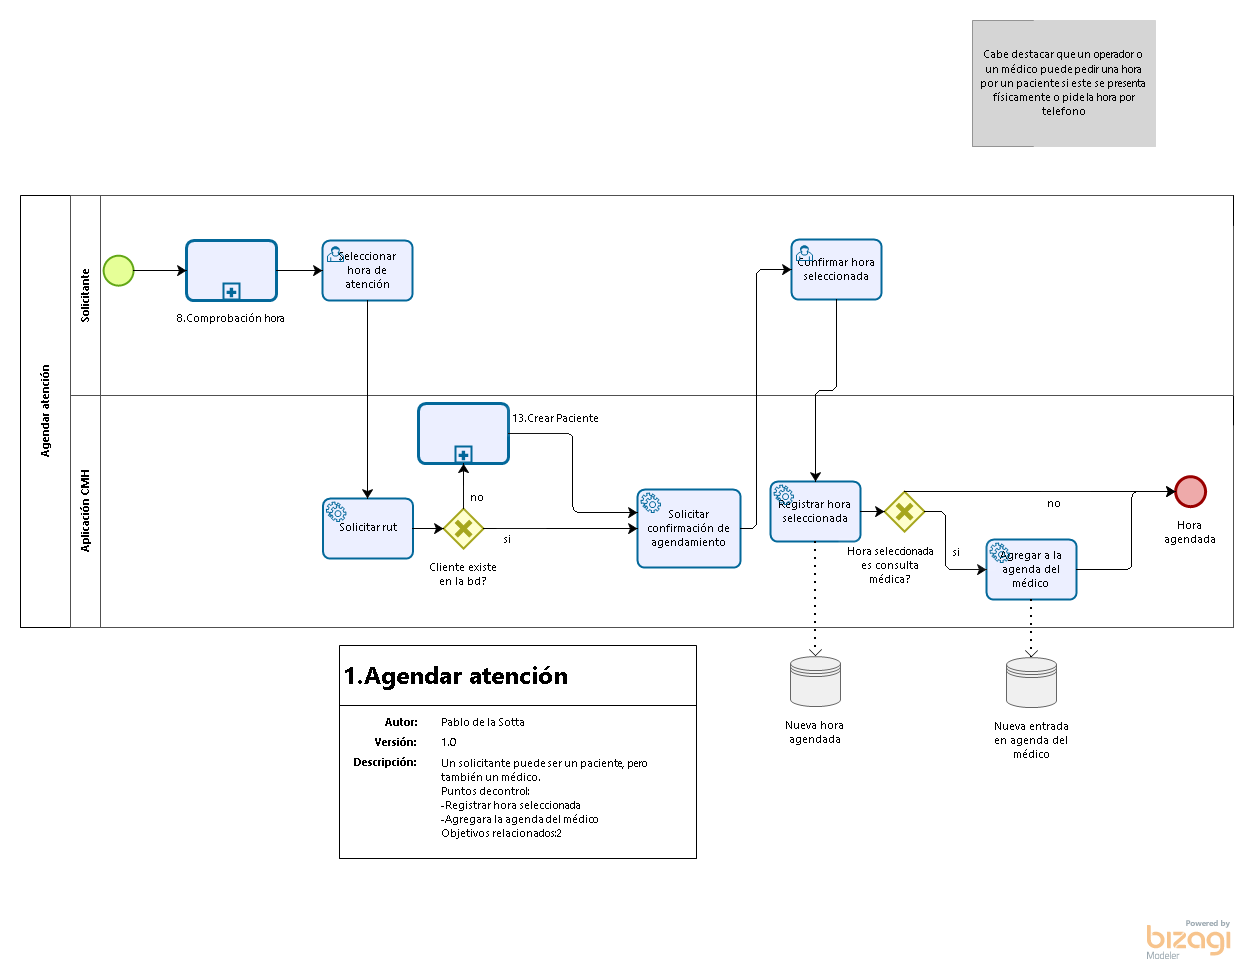 Cabe destacar que un operador o
un médico puede pedir una hora
por un paciente si este se presenta
físicamente o pide la hora por
telefono
Agendar atención
Solicitante
8.Comprobación hora
Seleccionar
hora de
atención
Confirmar hora
seleccionada
Aplicación CMH
13.Crear Paciente
no
Solicitar rut
si
Cliente existe
en la bd?
Solicitar
confirmación de
agendamiento
Registrar hora
seleccionada
Hora seleccionada
es consulta
médica?
no
si
Agregar a la
agenda del
médico
Hora
agendada
Nueva hora
agendada
Nueva entrada
en agenda del
médico
1.Agendar atención
Autor: Pablo de la Sotta
Versión: 1.0
Descripción: Un solicitante puede ser un paciente, pero
también un médico.
Puntos de control:
-Registrar hora seleccionada
-Agregar a la agenda del médico
Objetivos relacionados:2
Powered by
bizagi
Modeler